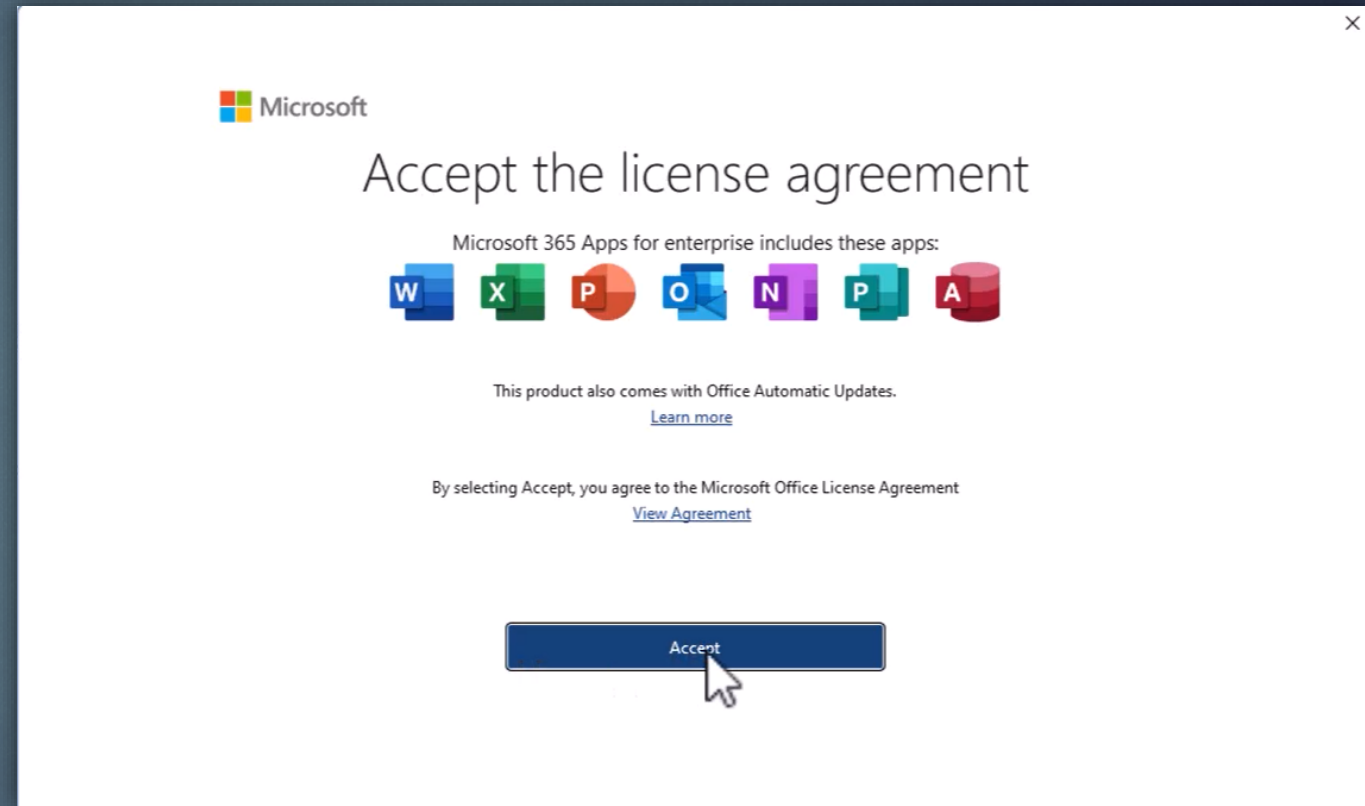 Microsoft
Accept the license agreement
Microsoft 365 Apps for enterprise includes these apps:
W X P O N P A
This product also comes with Office Automatic Updates.
Learn more
By selecting Accept, you agree to the Microsoft Office License Agreement
View Agreement
Accept